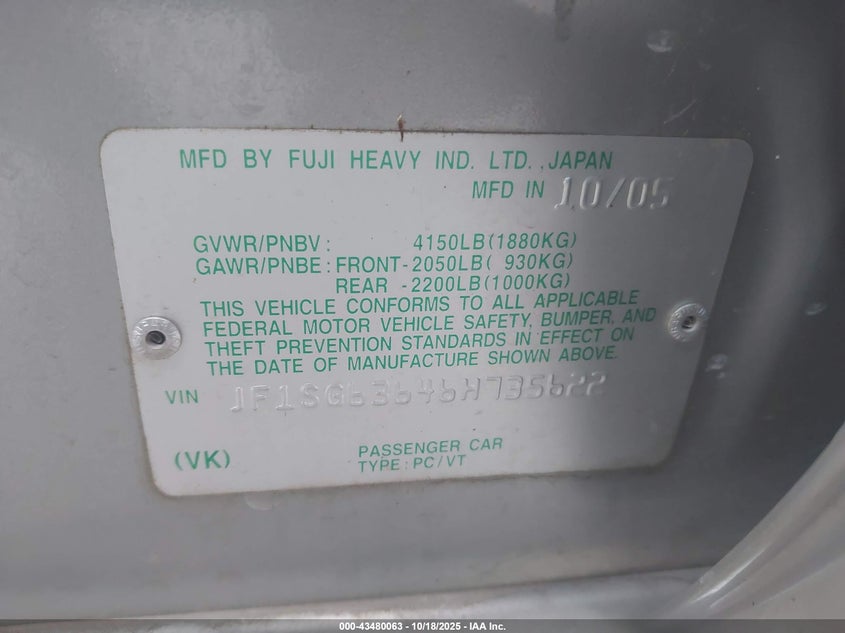 MFD BY FUJI HEAVY IND. LTD. ,JAPAN
MFD IN 10/05
GVWR/PNBV : 4150LB(1880KG)
GAWR/PNBE : FRONT-2050LB( 930KG)
REAR -2200LB(1000KG)
THIS VEHICLE CONFORMS TO ALL APPLICABLE
FEDERAL MOTOR VEHICLE SAFETY, BUMPER, AND
THEFT PREVENTION STANDARDS IN EFFECT ON
THE DATE OF MANUFACTURE SHOWN ABOVE.
VIN JF1SG63646H735622
(VK)
PASSENGER CAR
TYPE : PC/VT
000-43480063 - 10/18/2025 - IAA Inc.